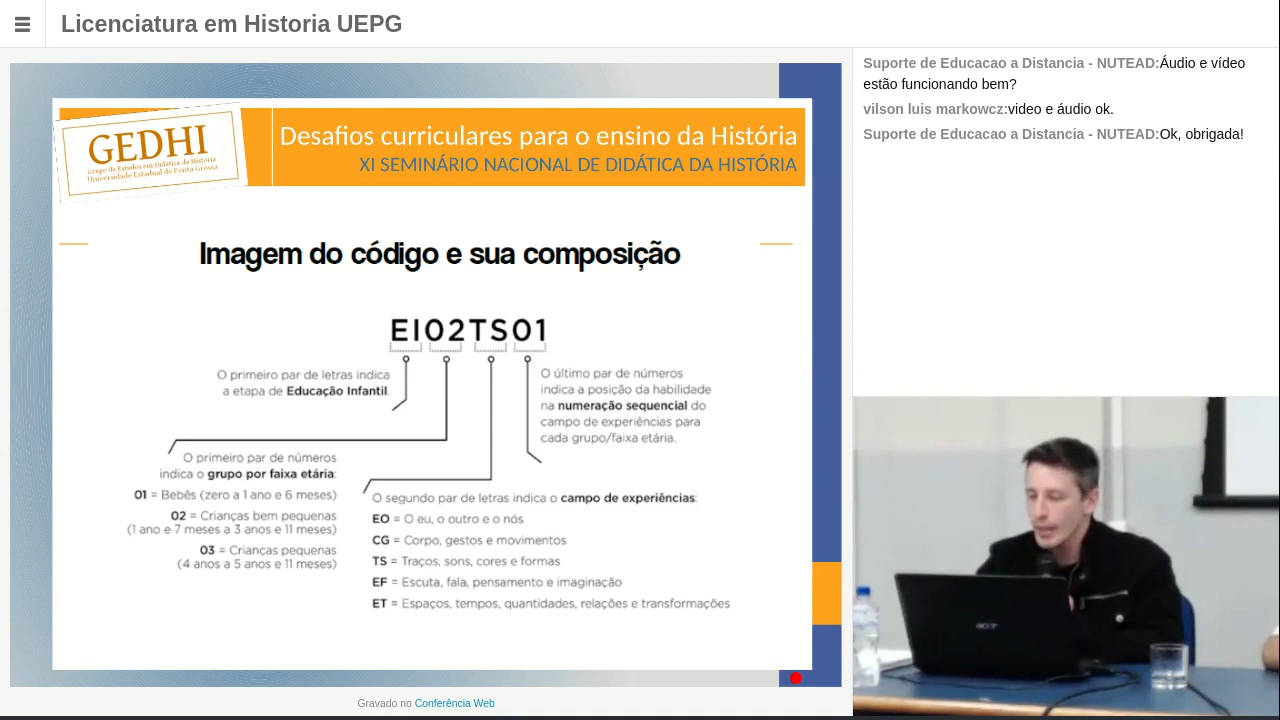 Licenciatura em Historia UEPG
GEDHI
Grupo de Estudos em Didática da História
Universidade Estadual de Ponta Grossa
Desafios curriculares para o ensino da História
XI SEMINÁRIO NACIONAL DE DIDÁTICA DA HISTÓRIA
Imagem do código e sua composição
EI02TS01
O primeiro par de letras indica
a etapa de Educação Infantil.
O último par de números
indica a posição da habilidade
na numeração sequencial do
campo de experiências para
cada grupo/faixa etária.
O primeiro par de números
indica o grupo por faixa etária:
01 = Bebês (zero a 1 ano e 6 meses)
02 = Crianças bem pequenas
(1 ano e 7 meses a 3 anos e 11 meses)
03 = Crianças pequenas
(4 anos a 5 anos e 11 meses)
O segundo par de letras indica o campo de experiências:
EO = O eu, o outro e o nós
CG = Corpo, gestos e movimentos
TS = Traços, sons, cores e formas
EF = Escuta, fala, pensamento e imaginação
ET = Espaços, tempos, quantidades, relações e transformações
Gravado no Conferência Web
Suporte de Educacao a Distancia - NUTEAD:Áudio e vídeo
estão funcionando bem?
vilson luis markowcz:video e áudio ok.
Suporte de Educacao a Distancia - NUTEAD:Ok, obrigada!
acer